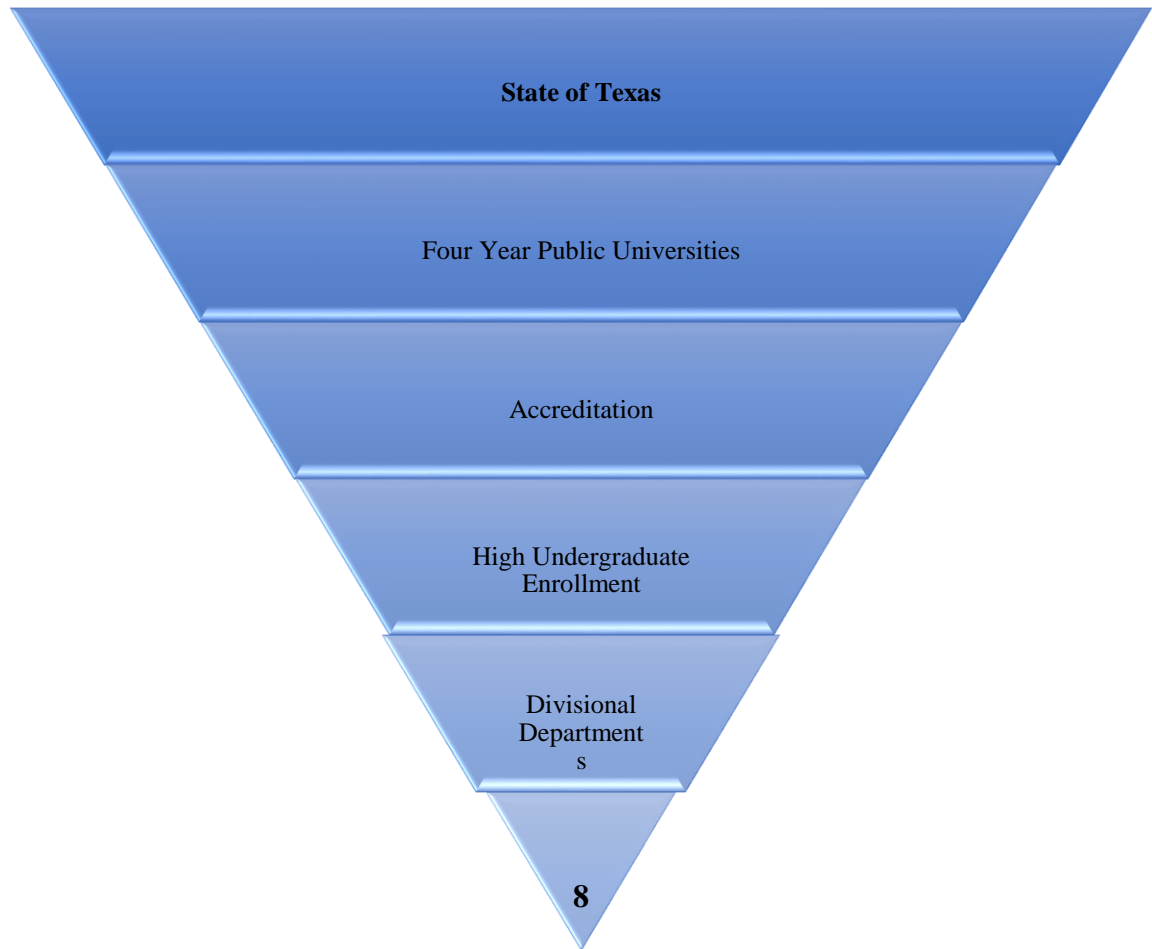 State of Texas
Four Year Public Universities
Accreditation
High Undergraduate
Enrollment
Divisional
Department
s
8